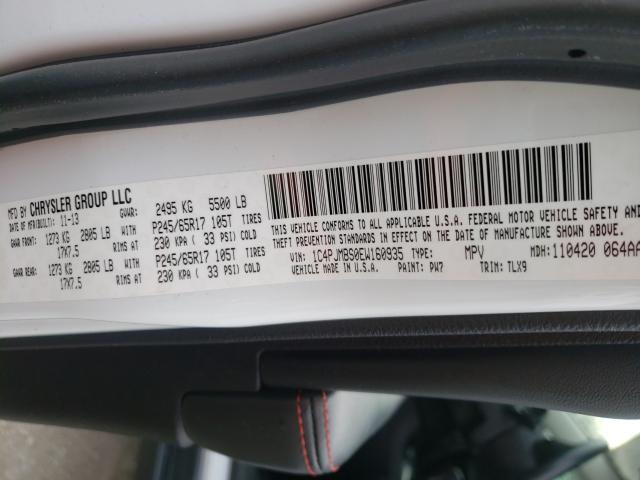 MFD BY CHRYSLER GROUP LLC
DATE OF MFR(BUILT): 11-13 GVWR: 2495 KG 5500 LB
GAWR FRONT: 1273 KG 2805 LB WITH P245/65R17 105T TIRES
17X7.5 RIMS AT 230 KPA ( 33 PSI) COLD
GAWR REAR: 1273 KG 2805 LB WITH P245/65R17 105T TIRES
17X7.5 RIMS AT 230 KPA ( 33 PSI) COLD
THIS VEHICLE CONFORMS TO ALL APPLICABLE U.S.A. FEDERAL MOTOR VEHICLE SAFETY AND
THEFT PREVENTION STANDARDS IN EFFECT ON THE DATE OF MANUFACTURE SHOWN ABOVE.
VIN: 1C4PJMBS0EW160935 TYPE: MPV MDH: 110420 064AA
VEHICLE MADE IN U.S.A. PAINT: PW7 TRIM: TLX9